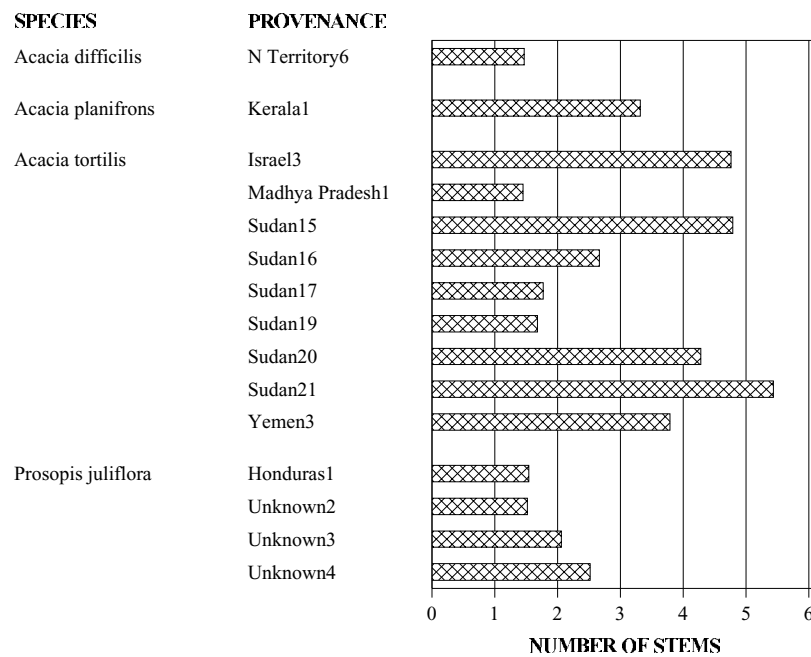 SPECIES PROVENANCE
Acacia difficilis N Territory6
Acacia planifrons Kerala1
Acacia tortilis Israel3
Madhya Pradesh1
Sudan15
Sudan16
Sudan17
Sudan19
Sudan20
Sudan21
Yemen3
Prosopis juliflora Honduras1
Unknown2
Unknown3
Unknown4
0 1 2 3 4 5 6
NUMBER OF STEMS